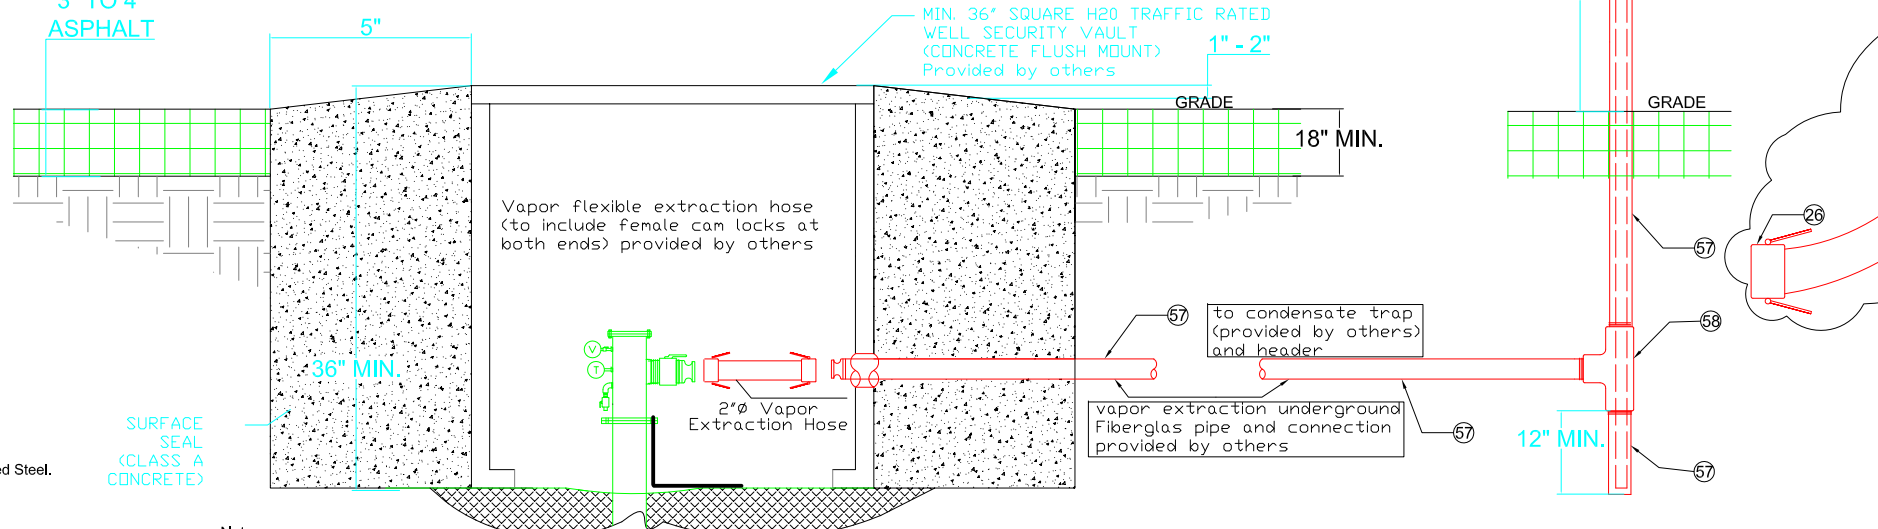 3" TO 4"
ASPHALT
5"
MIN. 36" SQUARE H20 TRAFFIC RATED
WELL SECURITY VAULT
(CONCRETE FLUSH MOUNT)
Provided by others
1" - 2"
GRADE
18" MIN.
GRADE
Vapor flexible extraction hose
(to include female cam locks at
both ends) provided by others
26
57
57
to condensate trap
(provided by others)
and header
58
V
T
36" MIN.
2"Ø Vapor
Extraction Hose
vapor extraction underground
Fiberglas pipe and connection
provided by others
57
12" MIN.
57
SURFACE
SEAL
(CLASS A
CONCRETE)
ed Steel.